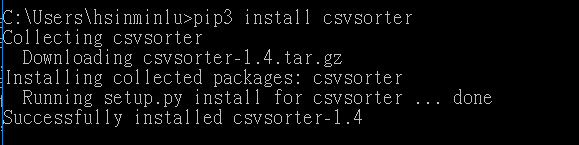 C:\Users\hsinminlu>pip3 install csvsorter
Collecting csvsorter
  Downloading csvsorter-1.4.tar.gz
Installing collected packages: csvsorter
  Running setup.py install for csvsorter ... done
Successfully installed csvsorter-1.4